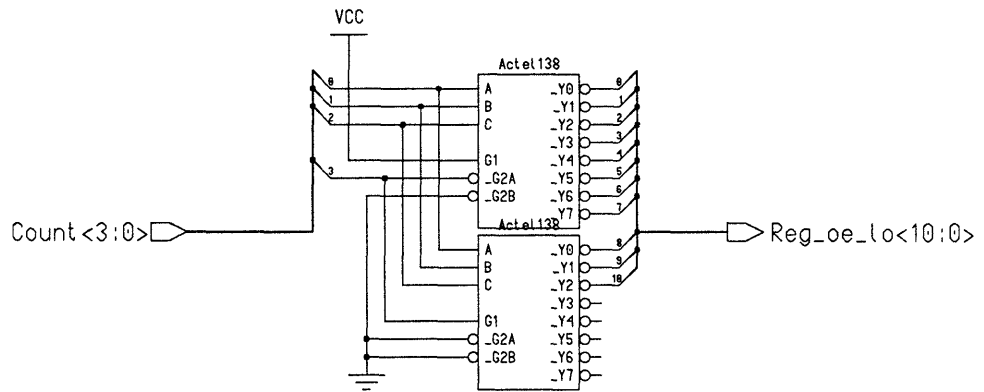 VCC
Actel138
0 A _Y0 0
1 B _Y1 1
2 C _Y2 2
_Y3 3
G1 _Y4 4
3 _G2A _Y5 5
_G2B _Y6 6
_Y7 7
Actel138
Count<3:0> Reg_oe_lo<10:0>
A _Y0 8
B _Y1 9
C _Y2 10
_Y3
G1 _Y4
_G2A _Y5
_G2B _Y6
_Y7